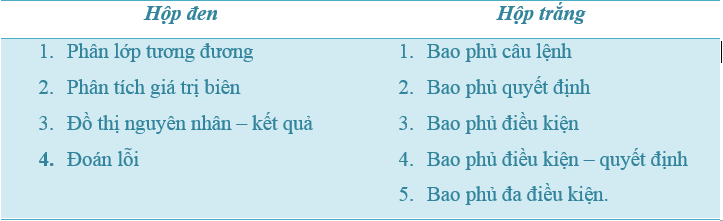 Hộp đen Hộp trắng
1. Phân lớp tương đương 1. Bao phủ câu lệnh
2. Phân tích giá trị biên 2. Bao phủ quyết định
3. Đồ thị nguyên nhân – kết quả 3. Bao phủ điều kiện
4. Đoán lỗi 4. Bao phủ điều kiện – quyết định
5. Bao phủ đa điều kiện.